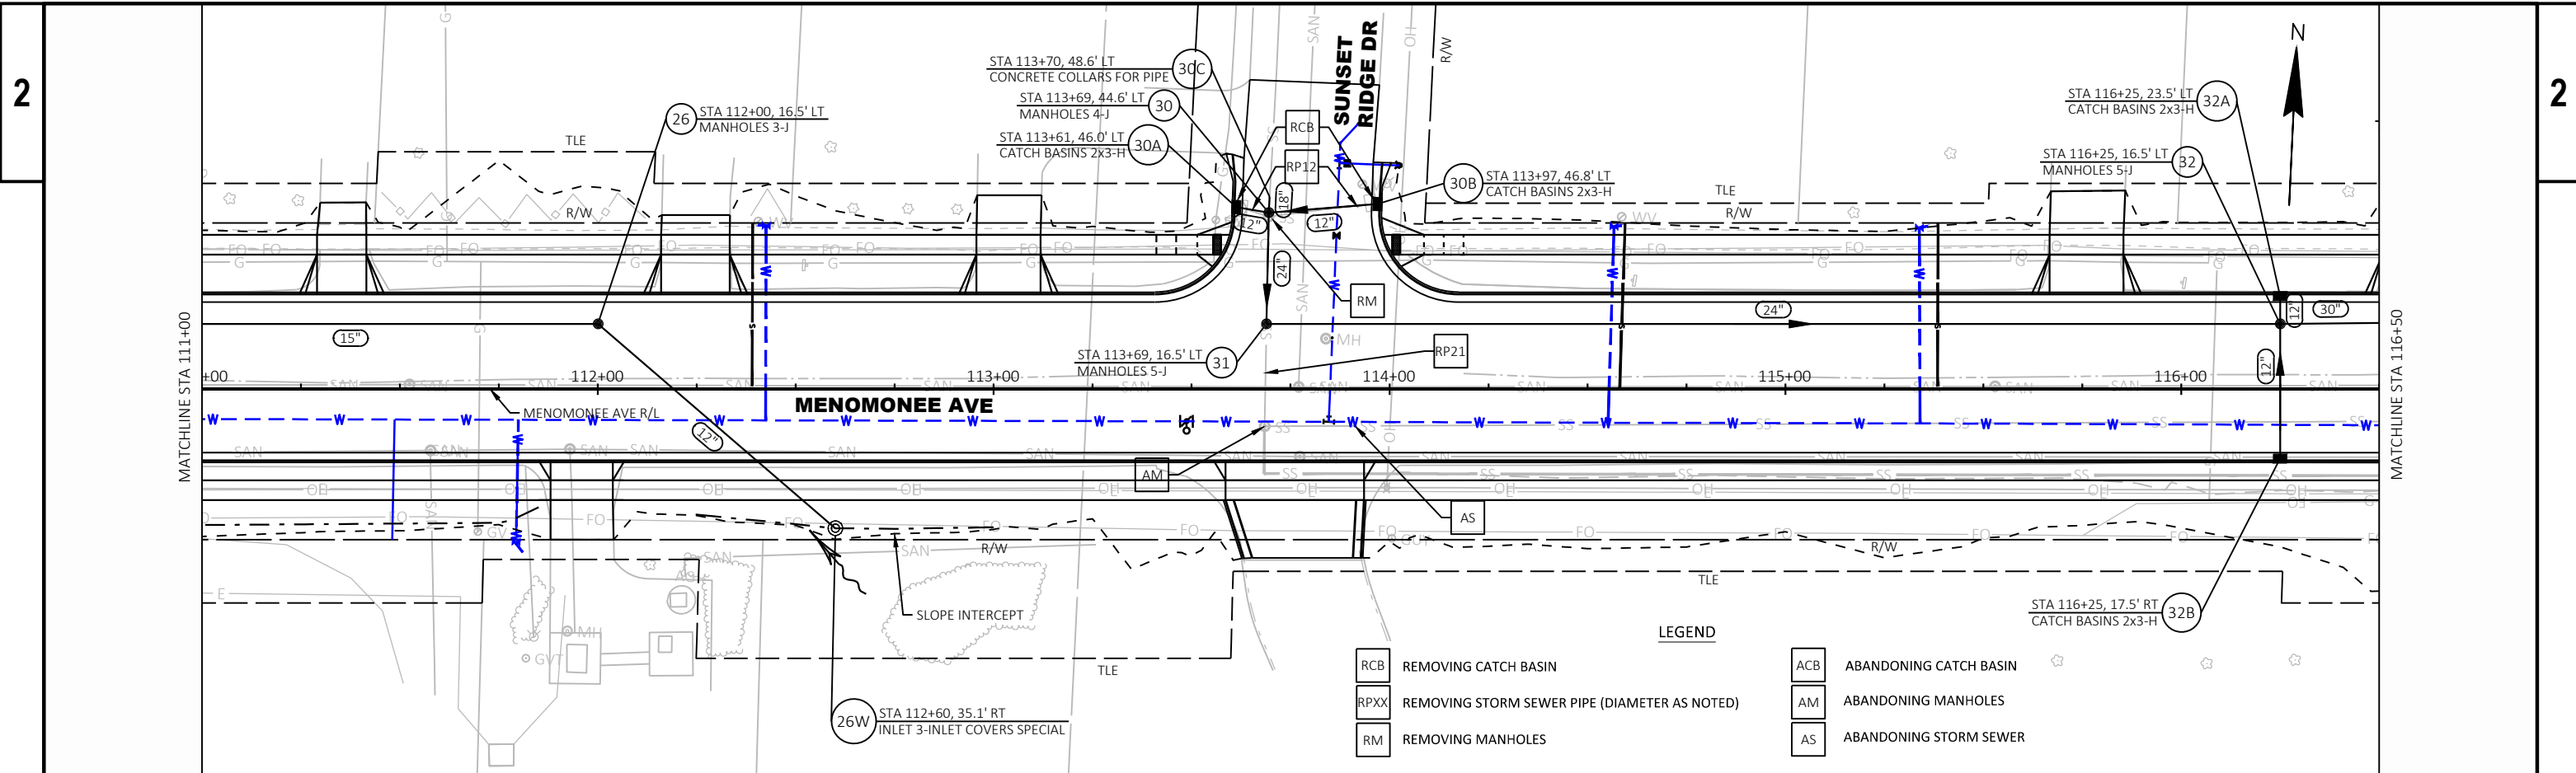 2
2
N
SUNSET
RIDGE DR
R/W
STA 113+70, 48.6' LT
CONCRETE COLLARS FOR PIPE
30C
STA 113+69, 44.6' LT
MANHOLES 4-J
30
STA 113+61, 46.0' LT
CATCH BASINS 2x3-H
30A
26
STA 112+00, 16.5' LT
MANHOLES 3-J
TLE
R/W
RCB
RP12
30B
STA 113+97, 46.8' LT
CATCH BASINS 2x3-H
TLE
R/W
STA 116+25, 23.5' LT
CATCH BASINS 2x3-H
32A
STA 116+25, 16.5' LT
MANHOLES 5-J
32
18"
12"
12"
24"
RM
24"
12"
30"
15"
STA 113+69, 16.5' LT
MANHOLES 5-J
31
RP21
12"
MATCHLINE STA 111+00
MATCHLINE STA 116+50
+00
112+00
113+00
114+00
115+00
116+00
MENOMONEE AVE R/L
MENOMONEE AVE
12"
AM
AS
R/W
R/W
TLE
TLE
SLOPE INTERCEPT
26W
STA 112+60, 35.1' RT
INLET 3-INLET COVERS SPECIAL
STA 116+25, 17.5' RT
CATCH BASINS 2x3-H
32B
LEGEND
RCB REMOVING CATCH BASIN
RPXX REMOVING STORM SEWER PIPE (DIAMETER AS NOTED)
RM REMOVING MANHOLES
ACB ABANDONING CATCH BASIN
AM ABANDONING MANHOLES
AS ABANDONING STORM SEWER